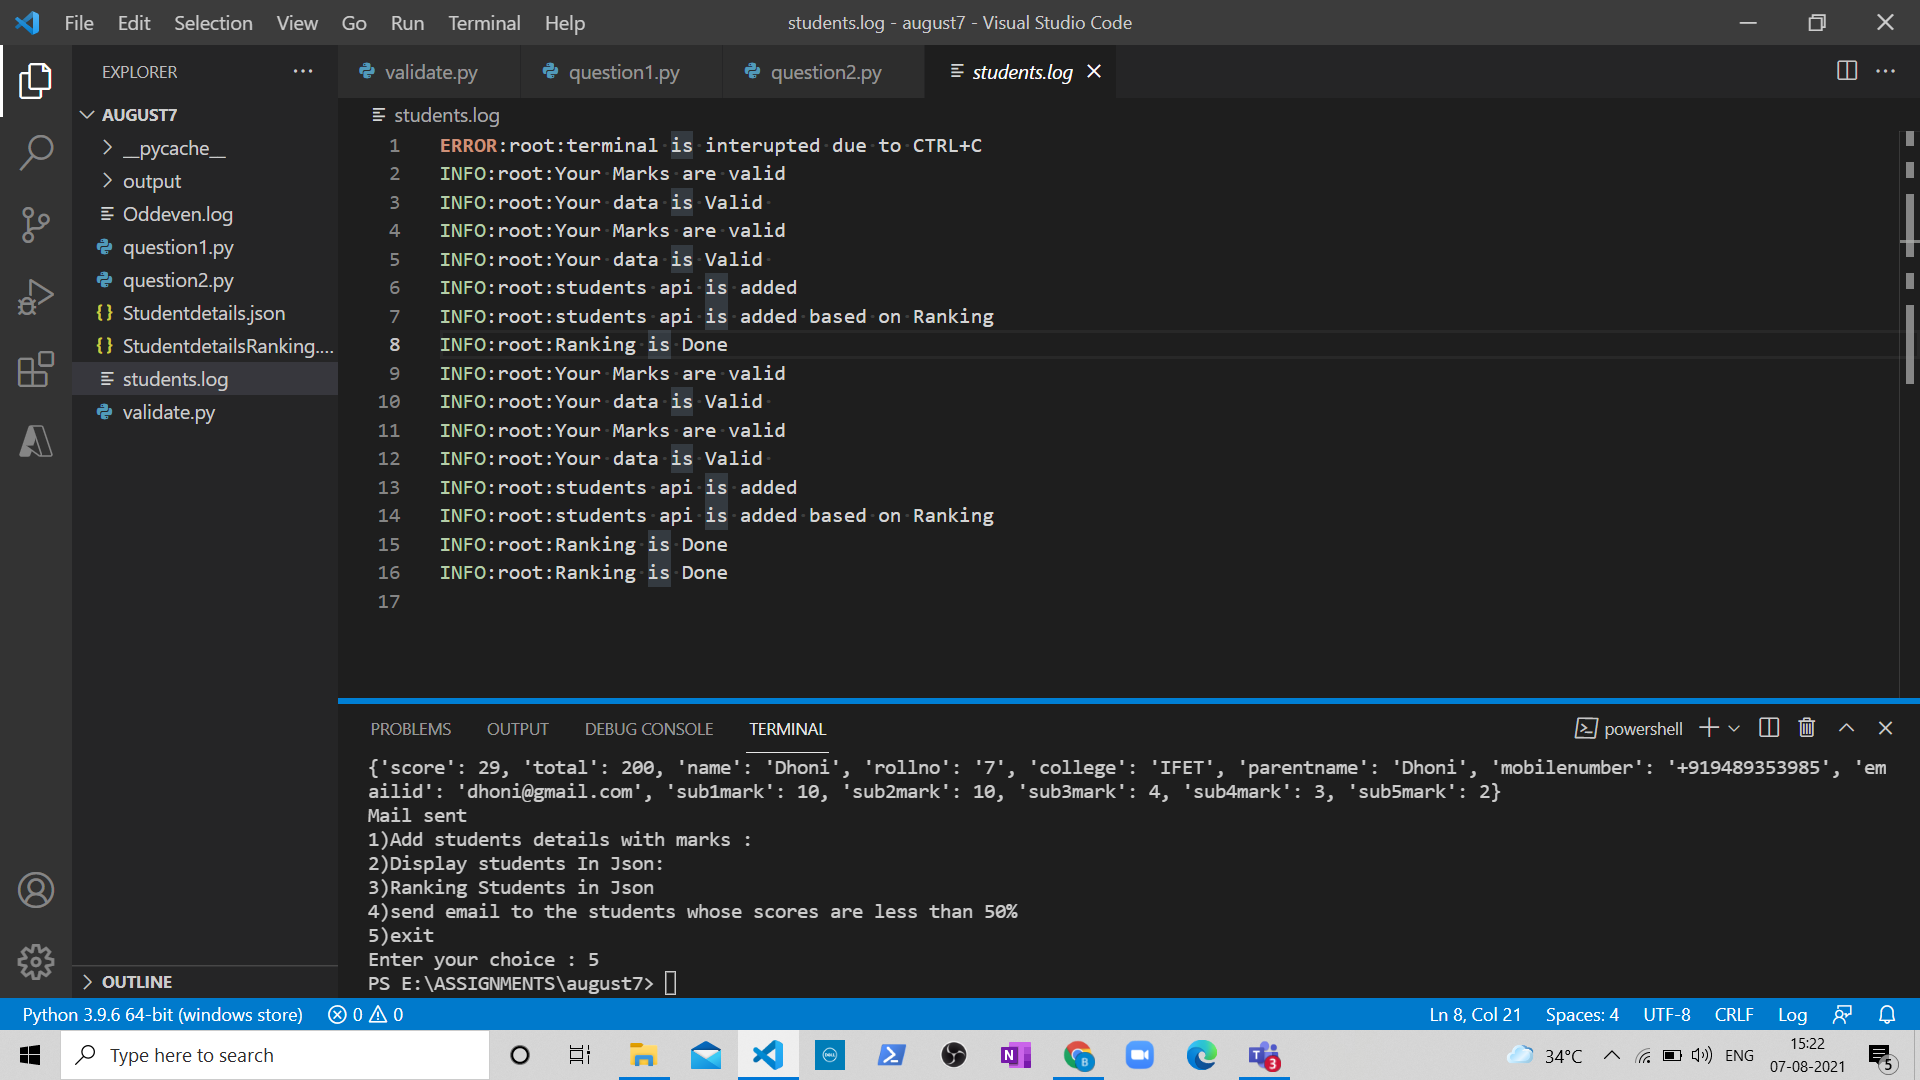 File Edit Selection View Go Run Terminal Help
students.log - august7 - Visual Studio Code
EXPLORER
validate.py
question1.py
question2.py
students.log
AUGUST7
__pycache__
output
Oddeven.log
question1.py
question2.py
{} Studentdetails.json
{} StudentdetailsRanking....
students.log
validate.py
OUTLINE
students.log
1 ERROR:root:terminal is interupted due to CTRL+C
2 INFO:root:Your Marks are valid
3 INFO:root:Your data is Valid
4 INFO:root:Your Marks are valid
5 INFO:root:Your data is Valid
6 INFO:root:students api is added
7 INFO:root:students api is added based on Ranking
8 INFO:root:Ranking is Done
9 INFO:root:Your Marks are valid
10 INFO:root:Your data is Valid
11 INFO:root:Your Marks are valid
12 INFO:root:Your data is Valid
13 INFO:root:students api is added
14 INFO:root:students api is added based on Ranking
15 INFO:root:Ranking is Done
16 INFO:root:Ranking is Done
17
PROBLEMS OUTPUT DEBUG CONSOLE TERMINAL
powershell
{'score': 29, 'total': 200, 'name': 'Dhoni', 'rollno': '7', 'college': 'IFET', 'parentname': 'Dhoni', 'mobilenumber': '+919489353985', 'em
ailid': 'dhoni@gmail.com', 'sub1mark': 10, 'sub2mark': 10, 'sub3mark': 4, 'sub4mark': 3, 'sub5mark': 2}
Mail sent
1)Add students details with marks :
2)Display students In Json:
3)Ranking Students in Json
4)send email to the students whose scores are less than 50%
5)exit
Enter your choice : 5
PS E:\ASSIGNMENTS\august7>
Python 3.9.6 64-bit (windows store) 0 0
Ln 8, Col 21 Spaces: 4 UTF-8 CRLF Log
Type here to search
DELL
N
B
T
3
34°C
ENG
15:22
07-08-2021
5